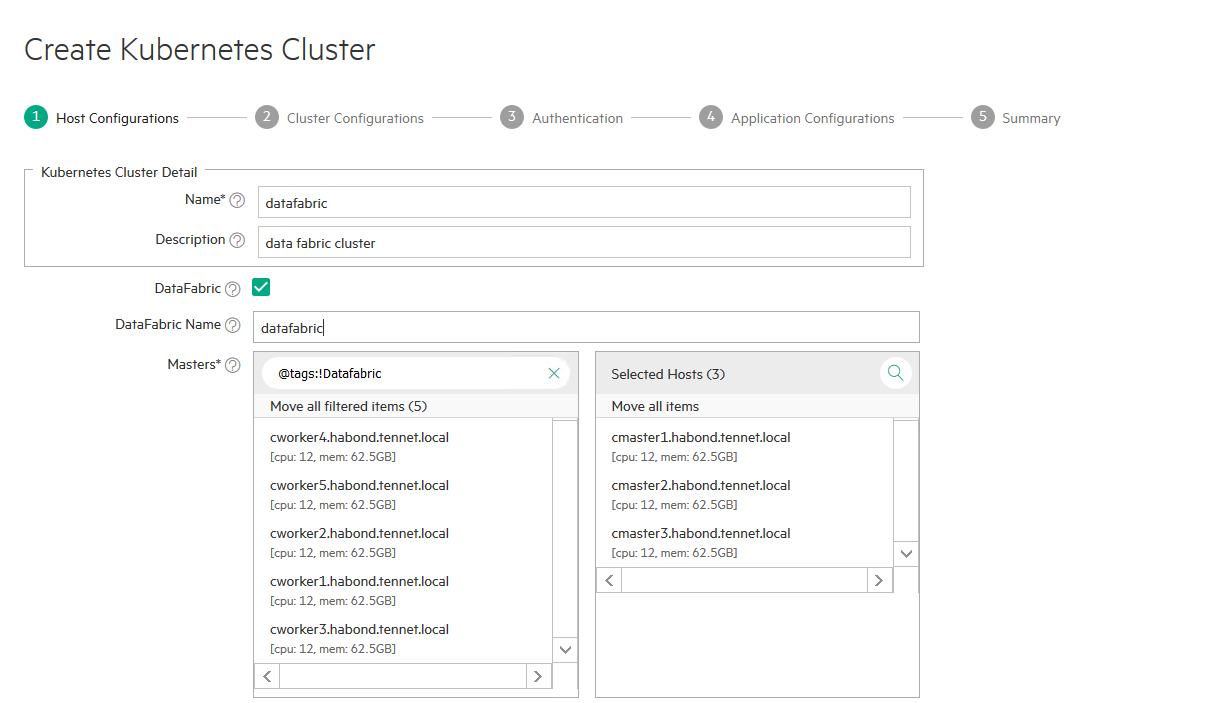 Create Kubernetes Cluster
1 Host Configurations 2 Cluster Configurations 3 Authentication 4 Application Configurations 5 Summary
Kubernetes Cluster Detail
Name* ? datafabric
Description ? data fabric cluster
DataFabric ?
DataFabric Name ? datafabric
Masters* ?
@tags:!Datafabric
Move all filtered items (5)
cworker4.habond.tennet.local
[cpu: 12, mem: 62.5GB]
cworker5.habond.tennet.local
[cpu: 12, mem: 62.5GB]
cworker2.habond.tennet.local
[cpu: 12, mem: 62.5GB]
cworker1.habond.tennet.local
[cpu: 12, mem: 62.5GB]
cworker3.habond.tennet.local
[cpu: 12, mem: 62.5GB]
Selected Hosts (3)
Move all items
cmaster1.habond.tennet.local
[cpu: 12, mem: 62.5GB]
cmaster2.habond.tennet.local
[cpu: 12, mem: 62.5GB]
cmaster3.habond.tennet.local
[cpu: 12, mem: 62.5GB]